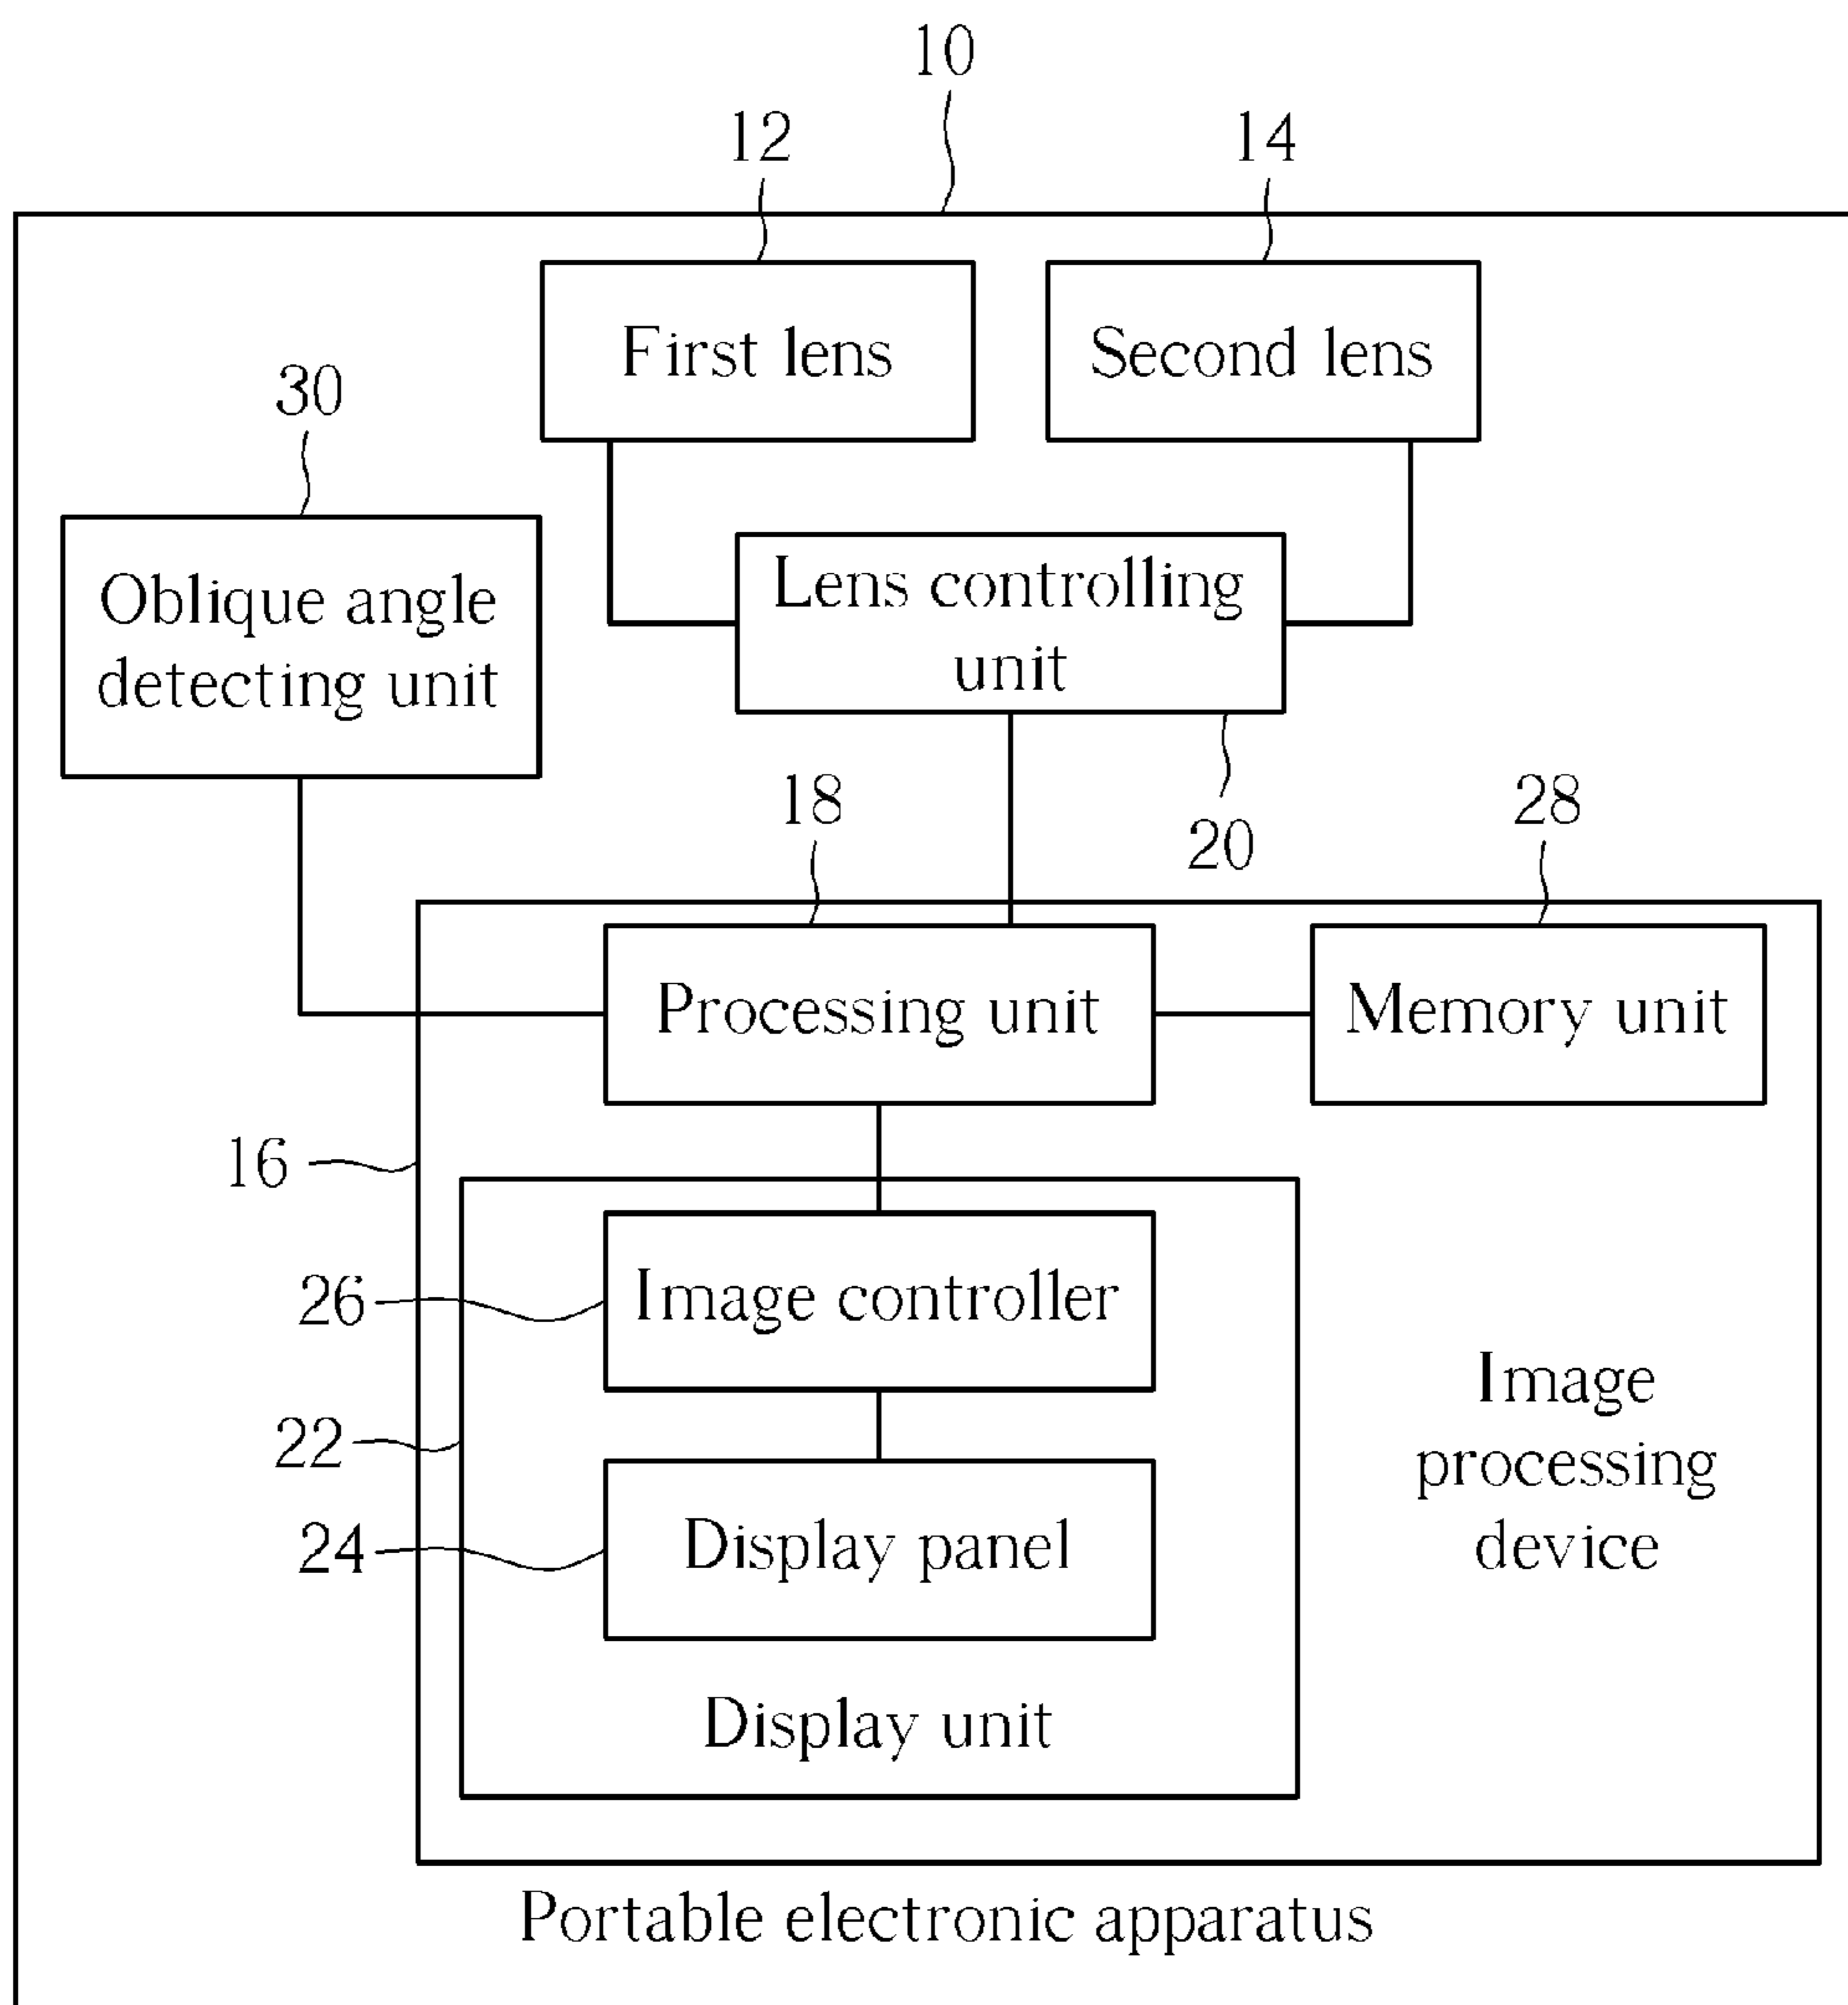 10
12
14
First lens
Second lens
30
Oblique angle
detecting unit
Lens controlling
unit
18
20
28
Processing unit
Memory unit
16
26
Image controller
22
24
Display panel
Image
processing
device
Display unit
Portable electronic apparatus